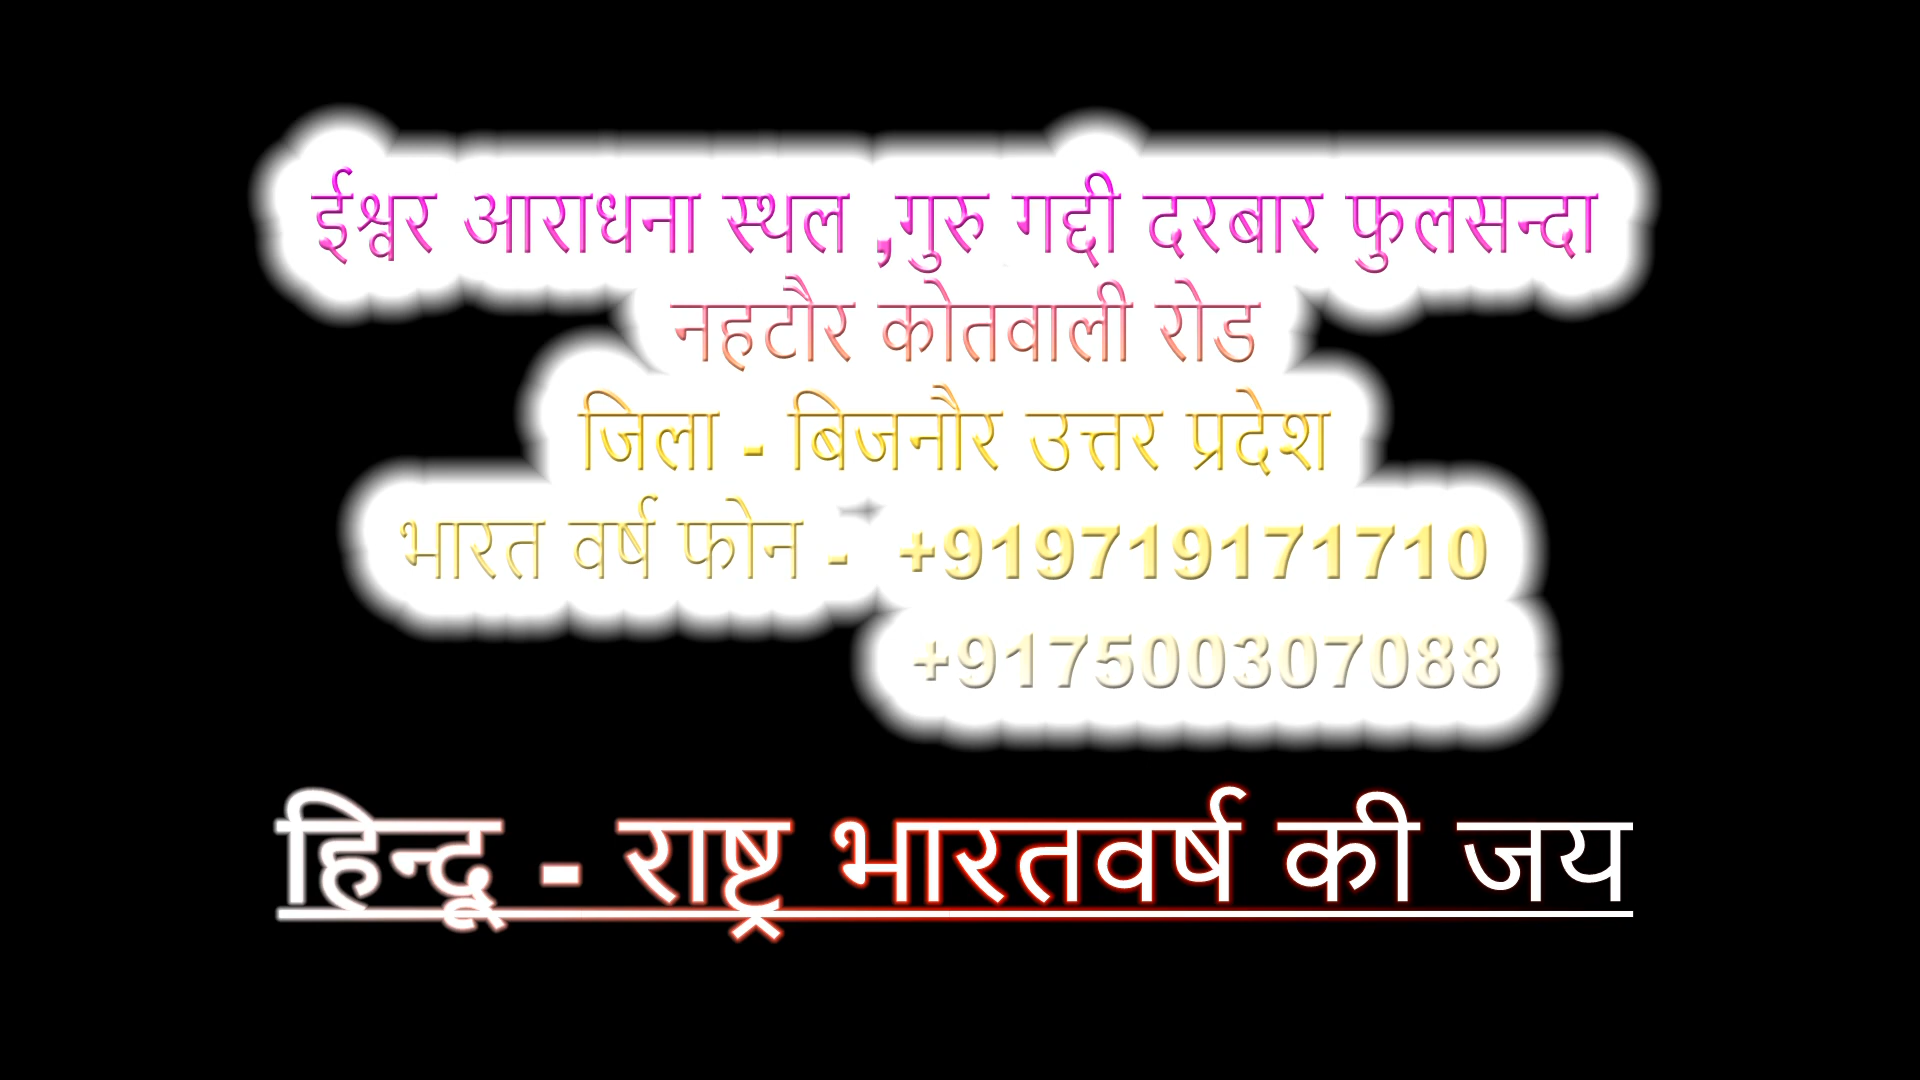 ईश्वर आराधना स्थल ,गुरु गद्दी दरबार फुलसन्दा
नहटौर कोतवाली रोड
जिला - बिजनौर उत्तर प्रदेश
भारत वर्ष फोन - +919719171710
+917500307088
हिन्दू - राष्ट्र भारतवर्ष की जय